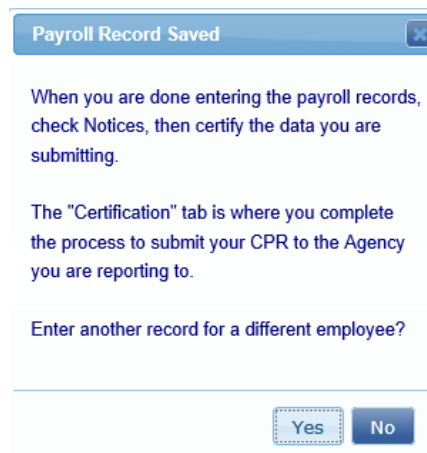 Payroll Record Saved
When you are done entering the payroll records,
check Notices, then certify the data you are
submitting.
The "Certification" tab is where you complete
the process to submit your CPR to the Agency
you are reporting to.
Enter another record for a different employee?
Yes No